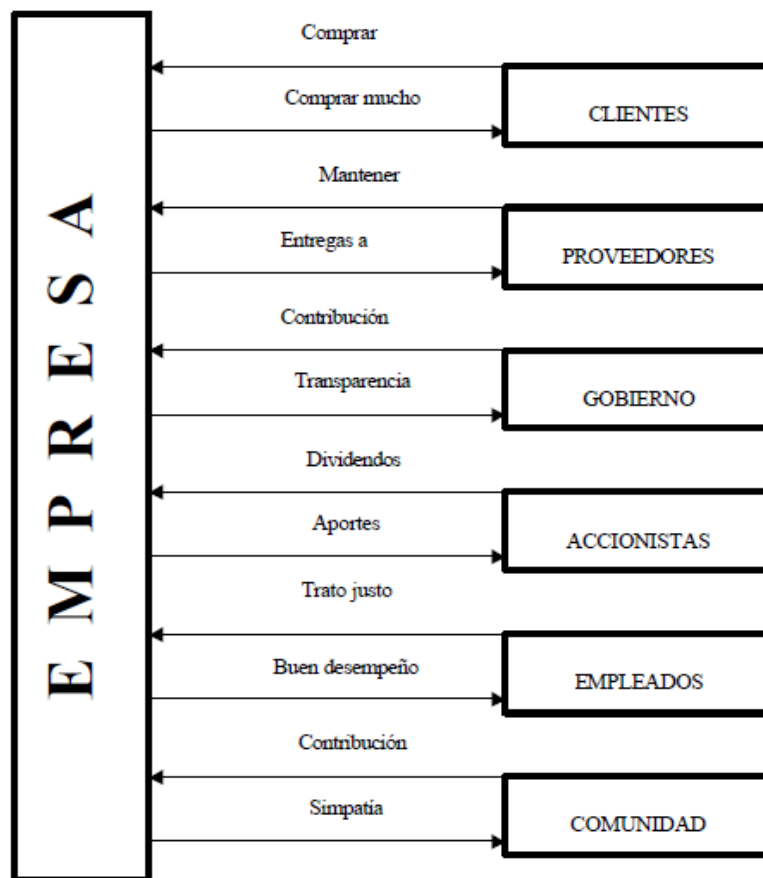 EMPRESA
Comprar
Comprar mucho
CLIENTES
Mantener
Entregas a
PROVEEDORES
Contribución
Transparencia
GOBIERNO
Dividendos
Aportes
ACCIONISTAS
Trato justo
Buen desempeño
EMPLEADOS
Contribución
Simpatía
COMUNIDAD